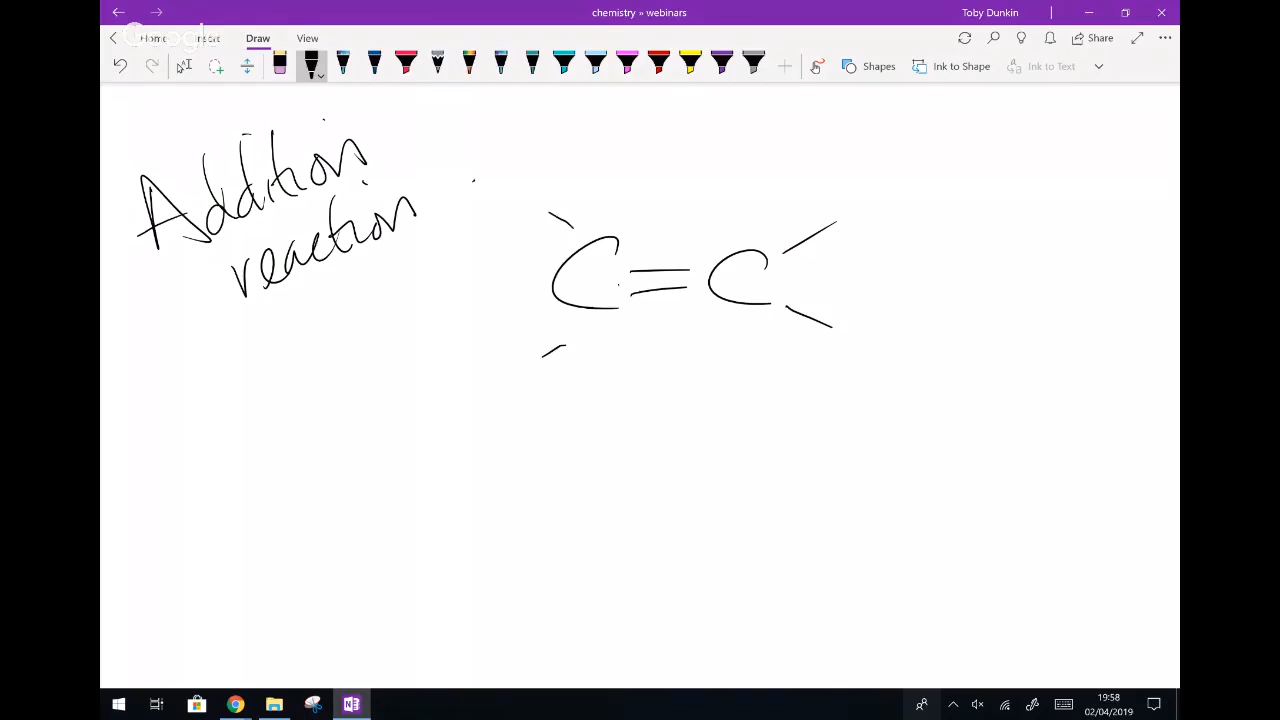 chemistry » webinars
Toby Dunkin
Google
Home
Insert
Draw
View
Share
Shapes
Ink to Shape
Ink to Text
Addition
reaction
C=C
19:58
02/04/2019